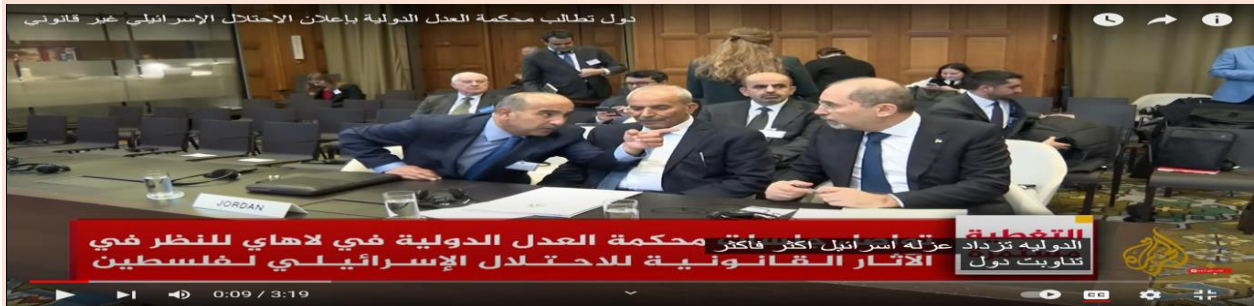 دول تطالب محكمة العدل الدولية بإعلان الاحتلال الإسرائيلي غير قانوني
JORDAN
محكمة العدل الدولية في لاهاي للنظر في
الآثار القانونية للاحتلال الإسرائيلي لفلسطين
التغطية
الدوليه تزداد عزله اسرائيل اكثر فاكثر
تناوبت دول
0:09 / 3:19
CC